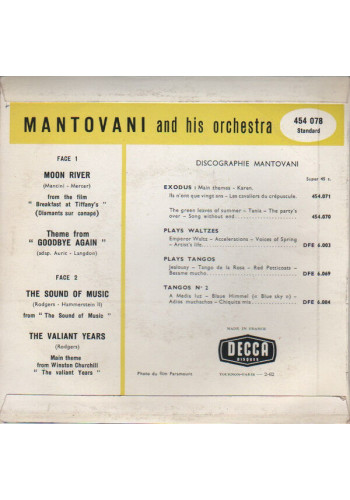 MANTOVANI and his orchestra
454 078
Standard
FACE 1
MOON RIVER
(Mancini - Mercer)
from the film
" Breakfast at Tiffany's "
(Diamants sur canapé)
Theme from
" GOODBYE AGAIN "
(adap. Auric - Langdon)
FACE 2
THE SOUND OF MUSIC
(Rodgers - Hammerstein II)
from " The Sound of Music "
THE VALIANT YEARS
(Rodgers)
Main theme
from Winston Churchill
" The valiant Years "
DISCOGRAPHIE MANTOVANI
Super 45 t.
EXODUS : Main themes - Karen.
Ils n'ont que vingt ans - Les canaliers du crépuscule. 454.071
The green leaves of summer - Tania - The party's
over - Song without end. 454.070
PLAYS WALTZES
Emperor Waltz - Accelerations - Voices of Spring
- Artist's life. DFE 6.003
PLAYS TANGOS
Jealousy - Tango de la Rosa - Red Petticoats -
Besame mucho. DFE 6.069
TANGOS N° 2
A Media luz - Blaue Himmel (« Blue sky ») -
Adios muchachos - Chiquita mia DFE 6.084
MADE IN FRANCE
DECCA
DISQUES
Photo du film Paramount.
2-62